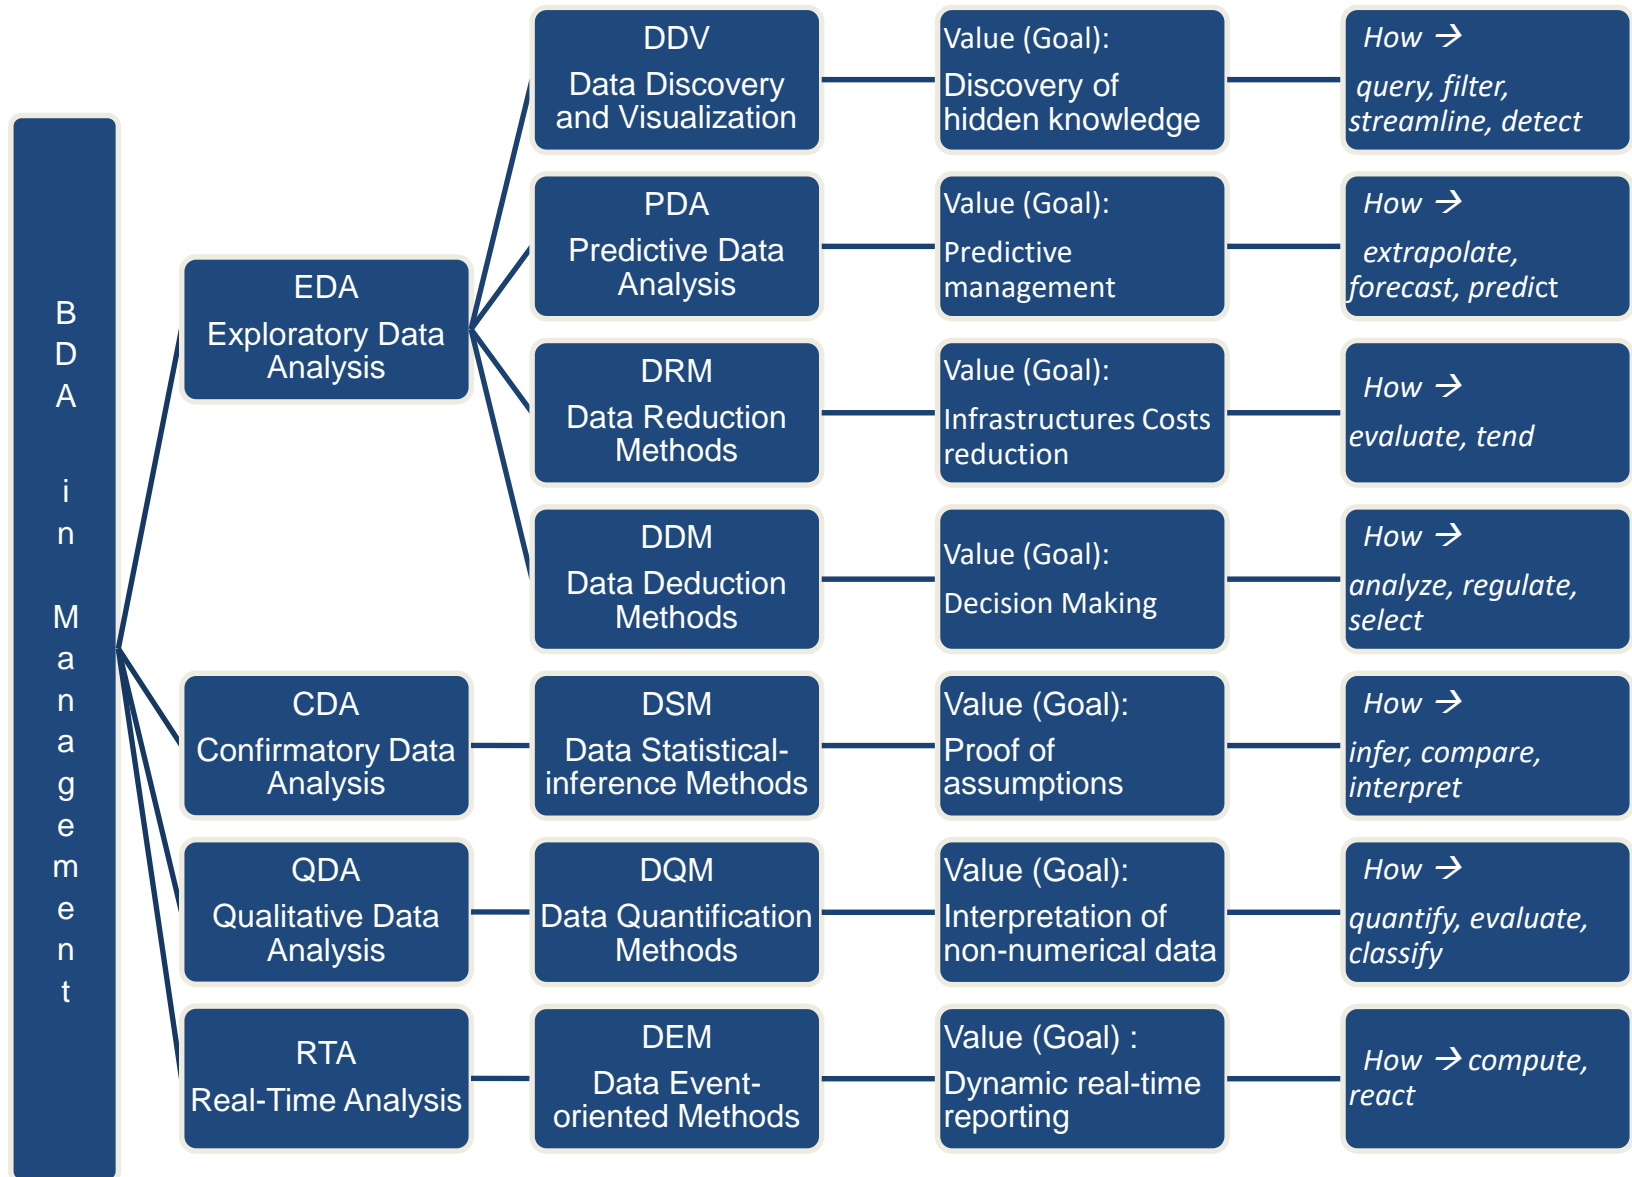 BDA in Management
EDA
Exploratory Data
Analysis
DDV
Data Discovery
and Visualization
Value (Goal):
Discovery of
hidden knowledge
How →
query, filter,
streamline, detect
PDA
Predictive Data
Analysis
Value (Goal):
Predictive
management
How →
extrapolate,
forecast, predict
DRM
Data Reduction
Methods
Value (Goal):
Infrastructures Costs
reduction
How →
evaluate, tend
DDM
Data Deduction
Methods
Value (Goal):
Decision Making
How →
analyze, regulate,
select
CDA
Confirmatory Data
Analysis
DSM
Data Statistical-
inference Methods
Value (Goal):
Proof of
assumptions
How →
infer, compare,
interpret
QDA
Qualitative Data
Analysis
DQM
Data Quantification
Methods
Value (Goal):
Interpretation of
non-numerical data
How →
quantify, evaluate,
classify
RTA
Real-Time Analysis
DEM
Data Event-
oriented Methods
Value (Goal) :
Dynamic real-time
reporting
How → compute,
react